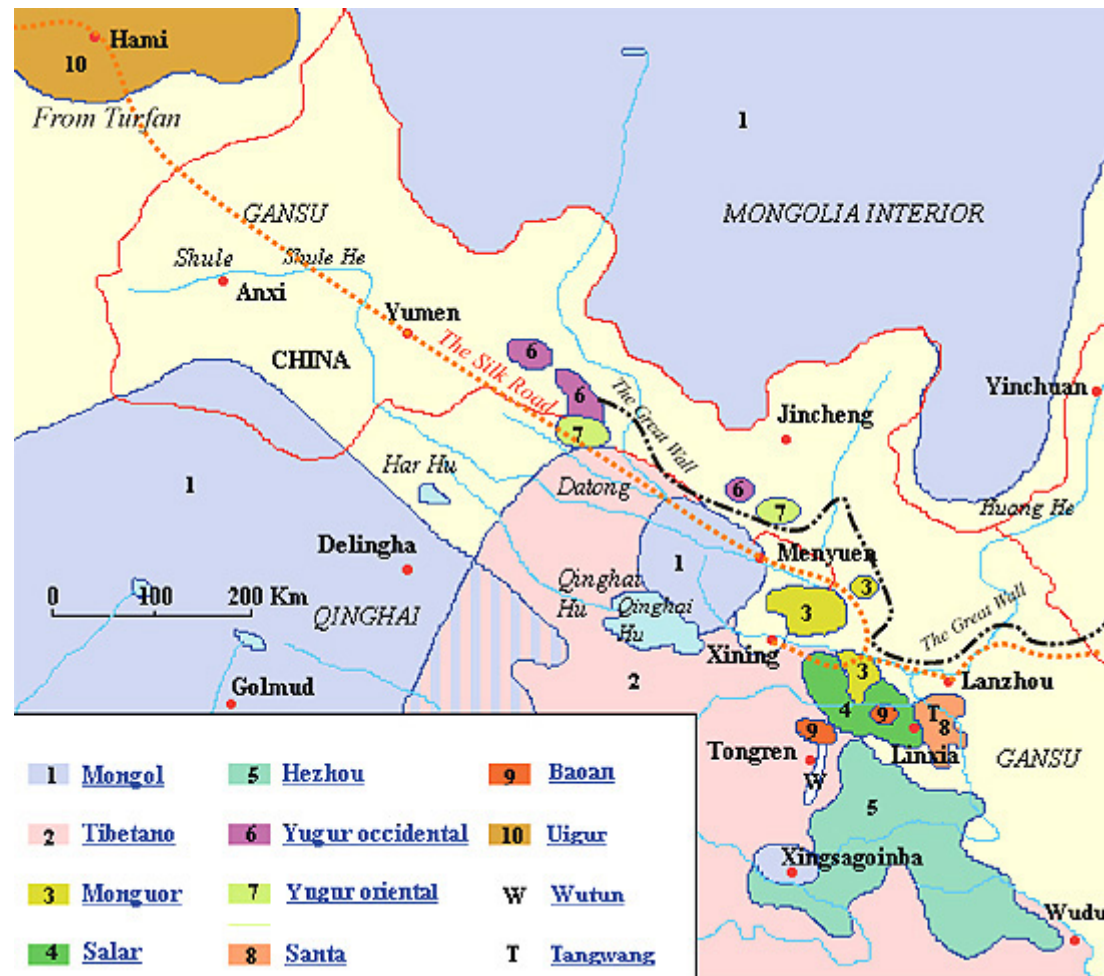 Hami
10
From Turfan
1
GANSU
MONGOLIA INTERIOR
Shule
Shule He
Anxi
Yumen
CHINA
The Silk Road
6
6
The Great Wall
Yinchuan
Jincheng
7
Har Hu
1
Datong
6
7
Huang He
Delingha
Menyuen
1
Qinghai
Hu
Qinghai
Hu
3
3
0 100 200 Km
QINGHAI
The Great Wall
Xining
2
3
Lanzhou
Golmud
4
9
T
8
9
Linxia
Tongren
GANSU
W
5
Xingsagoinba
Wudu
1 Mongol
2 Tibetano
3 Monguor
4 Salar
5 Hezhou
6 Yugur occidental
7 Yugur oriental
8 Santa
9 Baoan
10 Uigur
W Wutun
T Tangwang